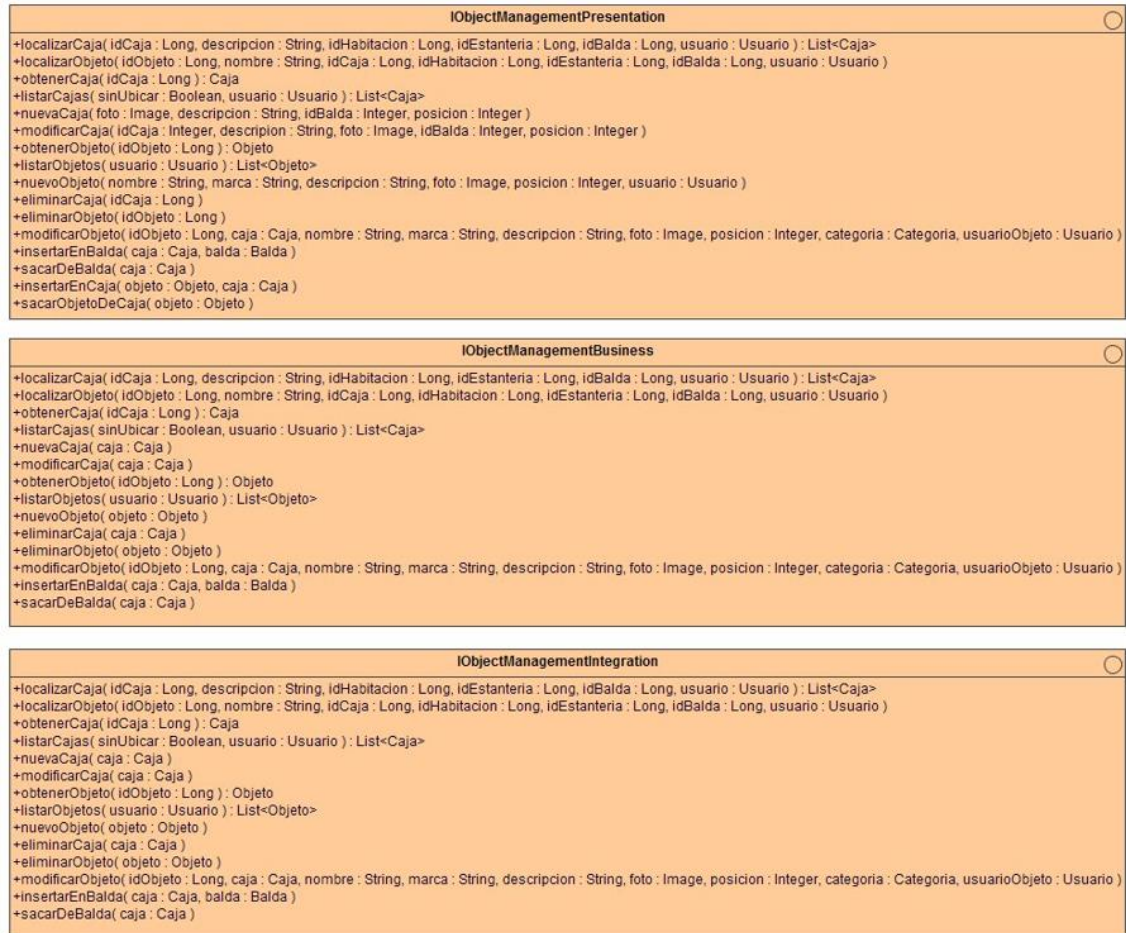 IObjectManagementPresentation
+localizarCaja( idCaja : Long, descripcion : String, idHabitacion : Long, idEstanteria : Long, idBalda : Long, usuario : Usuario ) : List<Caja>
+localizarObjeto( idObjeto : Long, nombre : String, idCaja : Long, idHabitacion : Long, idEstanteria : Long, idBalda : Long, usuario : Usuario )
+obtenerCaja( idCaja : Long ) : Caja
+listarCajas( sinUbicar : Boolean, usuario : Usuario ) : List<Caja>
+nuevaCaja( foto : Image, descripcion : String, idBalda : Integer, posicion : Integer )
+modificarCaja( idCaja : Integer, descripion : String, foto : Image, idBalda : Integer, posicion : Integer )
+obtenerObjeto( idObjeto : Long ) : Objeto
+listarObjetos( usuario : Usuario ) : List<Objeto>
+nuevoObjeto( nombre : String, marca : String, descripcion : String, foto : Image, posicion : Integer, usuario : Usuario )
+eliminarCaja( idCaja : Long )
+eliminarObjeto( idObjeto : Long )
+modificarObjeto( idObjeto : Long, caja : Caja, nombre : String, marca : String, descripcion : String, foto : Image, posicion : Integer, categoria : Categoria, usuarioObjeto : Usuario )
+insertarEnBalda( caja : Caja, balda : Balda )
+sacarDeBalda( caja : Caja )
+insertarEnCaja( objeto : Objeto, caja : Caja )
+sacarObjetoDeCaja( objeto : Objeto )
IObjectManagementBusiness
+localizarCaja( idCaja : Long, descripcion : String, idHabitacion : Long, idEstanteria : Long, idBalda : Long, usuario : Usuario ) : List<Caja>
+localizarObjeto( idObjeto : Long, nombre : String, idCaja : Long, idHabitacion : Long, idEstanteria : Long, idBalda : Long, usuario : Usuario )
+obtenerCaja( idCaja : Long ) : Caja
+listarCajas( sinUbicar : Boolean, usuario : Usuario ) : List<Caja>
+nuevaCaja( caja : Caja )
+modificarCaja( caja : Caja )
+obtenerObjeto( idObjeto : Long ) : Objeto
+listarObjetos( usuario : Usuario ) : List<Objeto>
+nuevoObjeto( objeto : Objeto )
+eliminarCaja( caja : Caja )
+eliminarObjeto( objeto : Objeto )
+modificarObjeto( idObjeto : Long, caja : Caja, nombre : String, marca : String, descripcion : String, foto : Image, posicion : Integer, categoria : Categoria, usuarioObjeto : Usuario )
+insertarEnBalda( caja : Caja, balda : Balda )
+sacarDeBalda( caja : Caja )
IObjectManagementIntegration
+localizarCaja( idCaja : Long, descripcion : String, idHabitacion : Long, idEstanteria : Long, idBalda : Long, usuario : Usuario ) : List<Caja>
+localizarObjeto( idObjeto : Long, nombre : String, idCaja : Long, idHabitacion : Long, idEstanteria : Long, idBalda : Long, usuario : Usuario )
+obtenerCaja( idCaja : Long ) : Caja
+listarCajas( sinUbicar : Boolean, usuario : Usuario ) : List<Caja>
+nuevaCaja( caja : Caja )
+modificarCaja( caja : Caja )
+obtenerObjeto( idObjeto : Long ) : Objeto
+listarObjetos( usuario : Usuario ) : List<Objeto>
+nuevoObjeto( objeto : Objeto )
+eliminarCaja( caja : Caja )
+eliminarObjeto( objeto : Objeto )
+modificarObjeto( idObjeto : Long, caja : Caja, nombre : String, marca : String, descripcion : String, foto : Image, posicion : Integer, categoria : Categoria, usuarioObjeto : Usuario )
+insertarEnBalda( caja : Caja, balda : Balda )
+sacarDeBalda( caja : Caja )